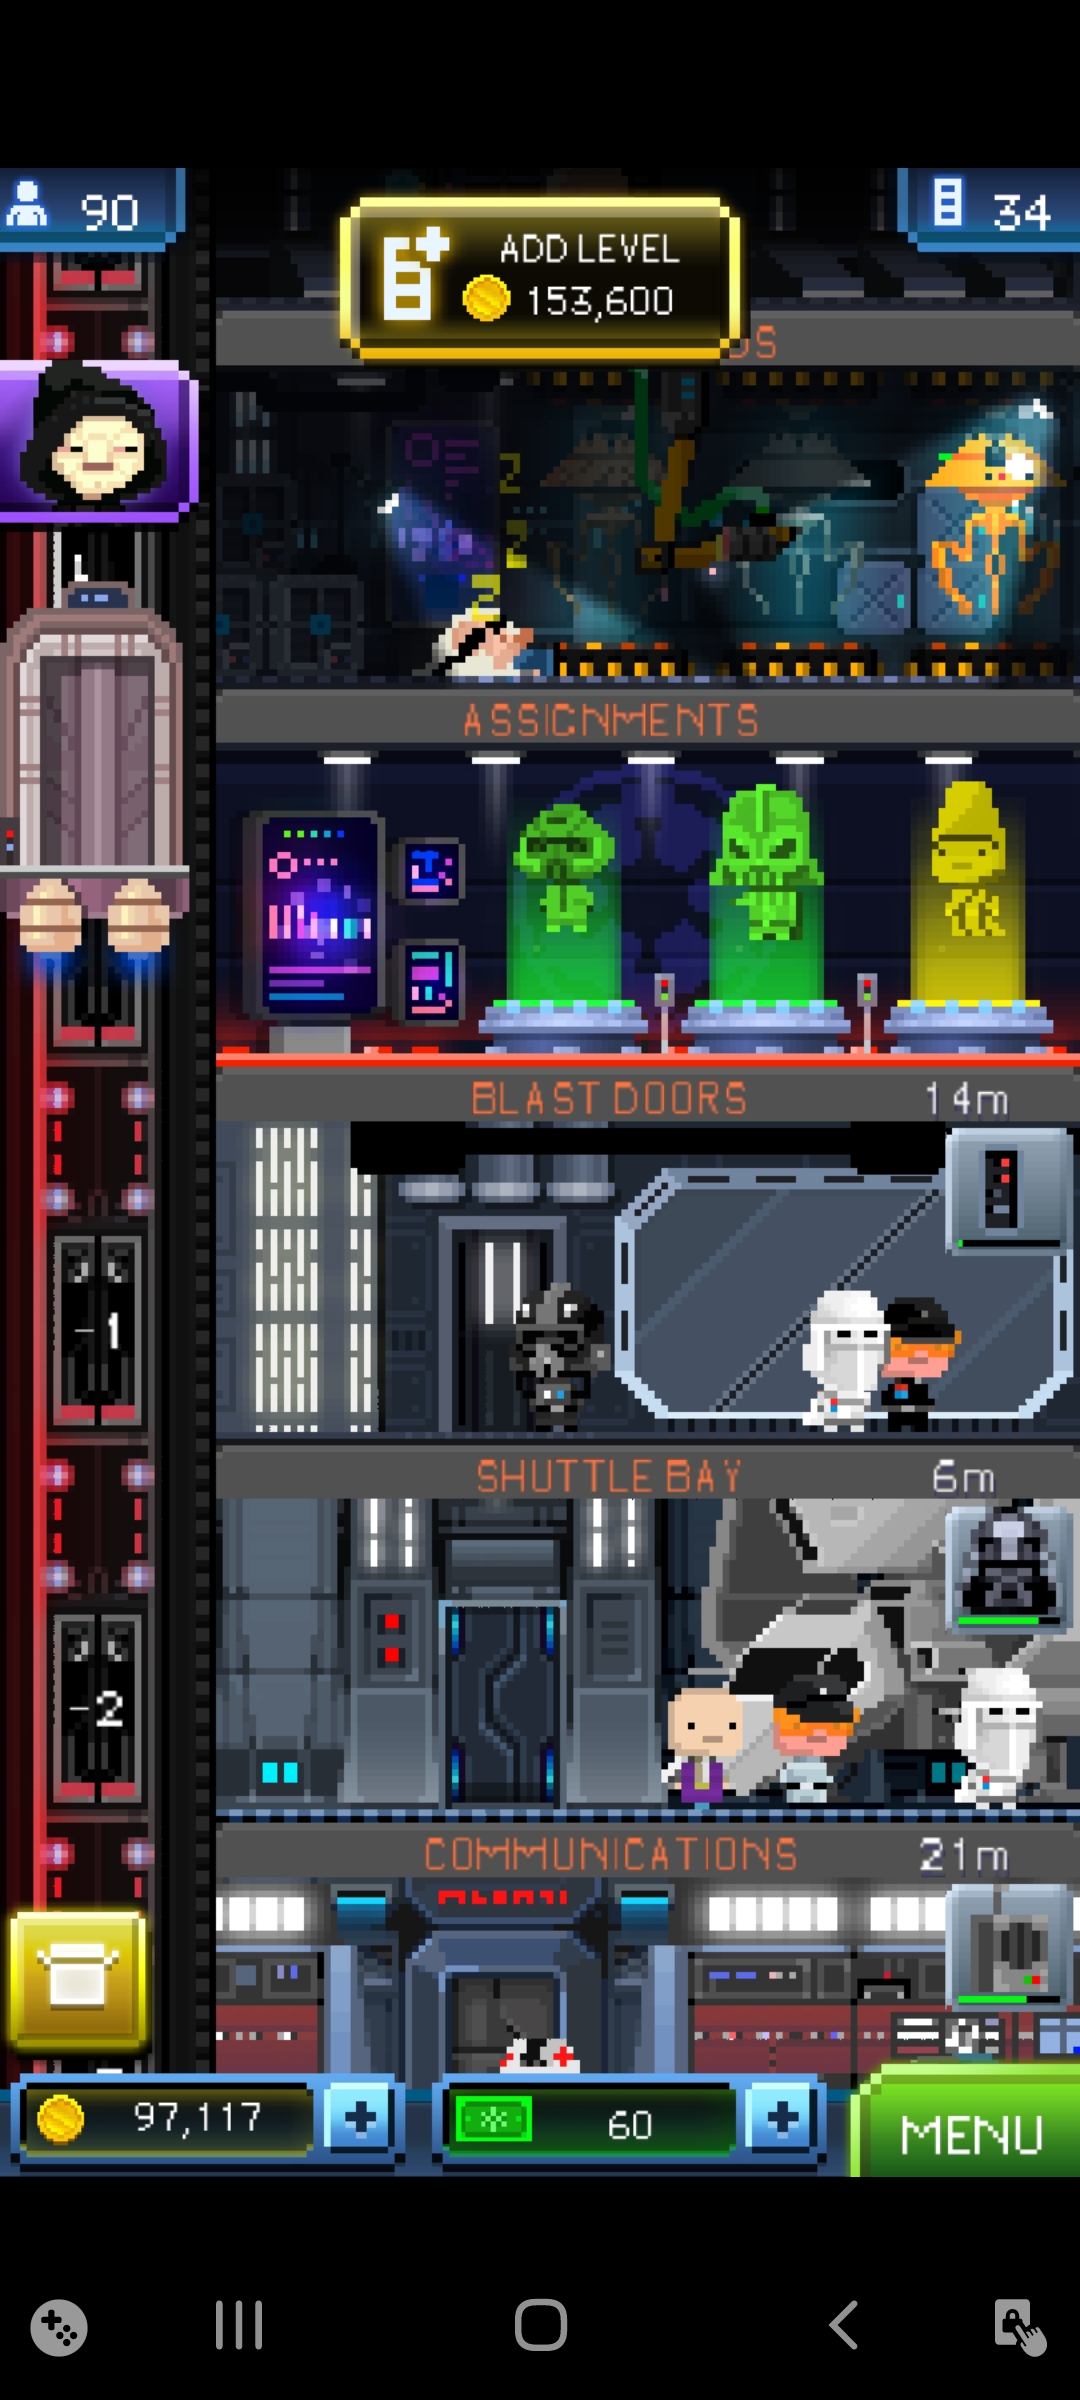 90
34
ADD LEVEL
153,600
DS
ASSIGNMENTS
BLAST DOORS 14m
-1
SHUTTLE BAY 6m
-2
COMMUNICATIONS 21m
97,117
60
MENU